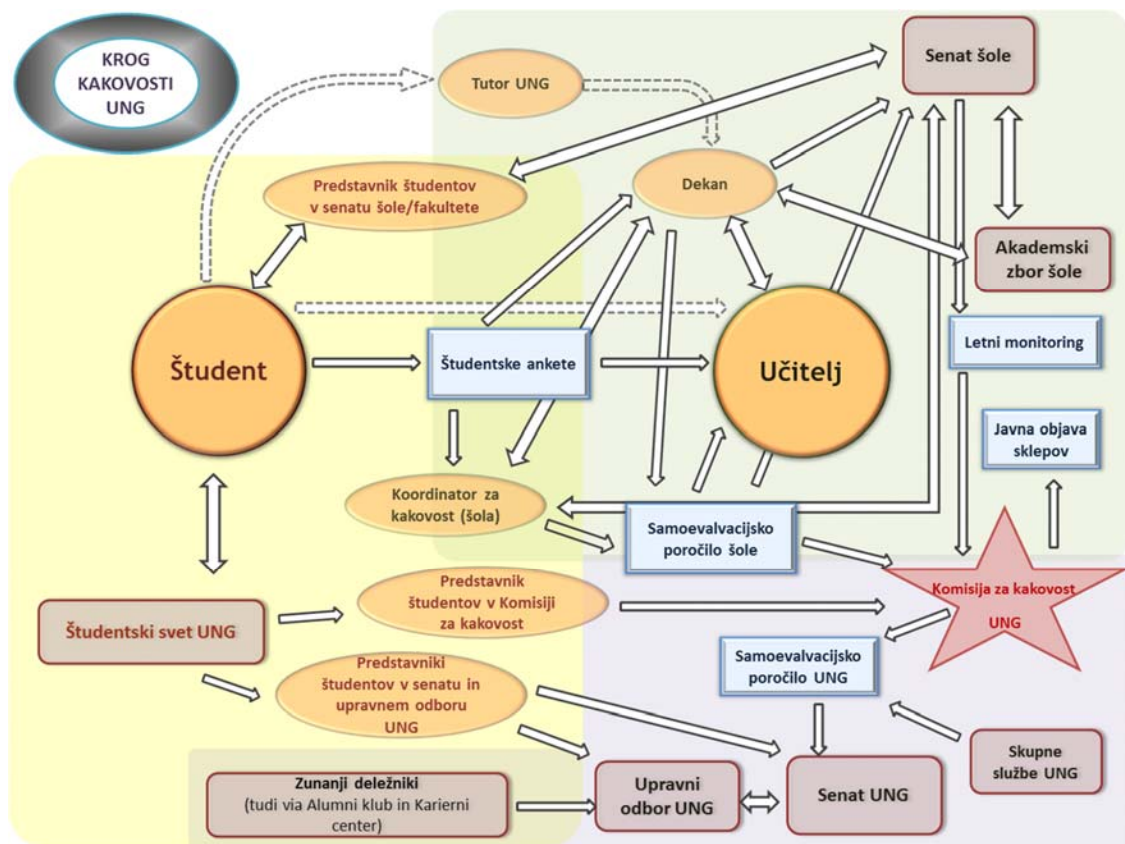 KROG
KAKOVOSTI
UNG
Tutor UNG
Senat šole
Predstavnik študentov
v senatu šole/fakultete
Dekan
Akademski
zbor šole
Študent
Študentske ankete
Učitelj
Letni monitoring
Javna objava
sklepov
Koordinator za
kakovost (šola)
Samoevalvacijsko
poročilo šole
Predstavnik
študentov v Komisiji
za kakovost
Komisija za kakovost
UNG
Študentski svet UNG
Predstavniki
študentov v senatu in
upravnem odboru
UNG
Samoevalvacijsko
poročilo UNG
Skupne
službe UNG
Zunanji deležniki
(tudi via Alumni klub in Karierni
center)
Upravni
odbor UNG
Senat UNG